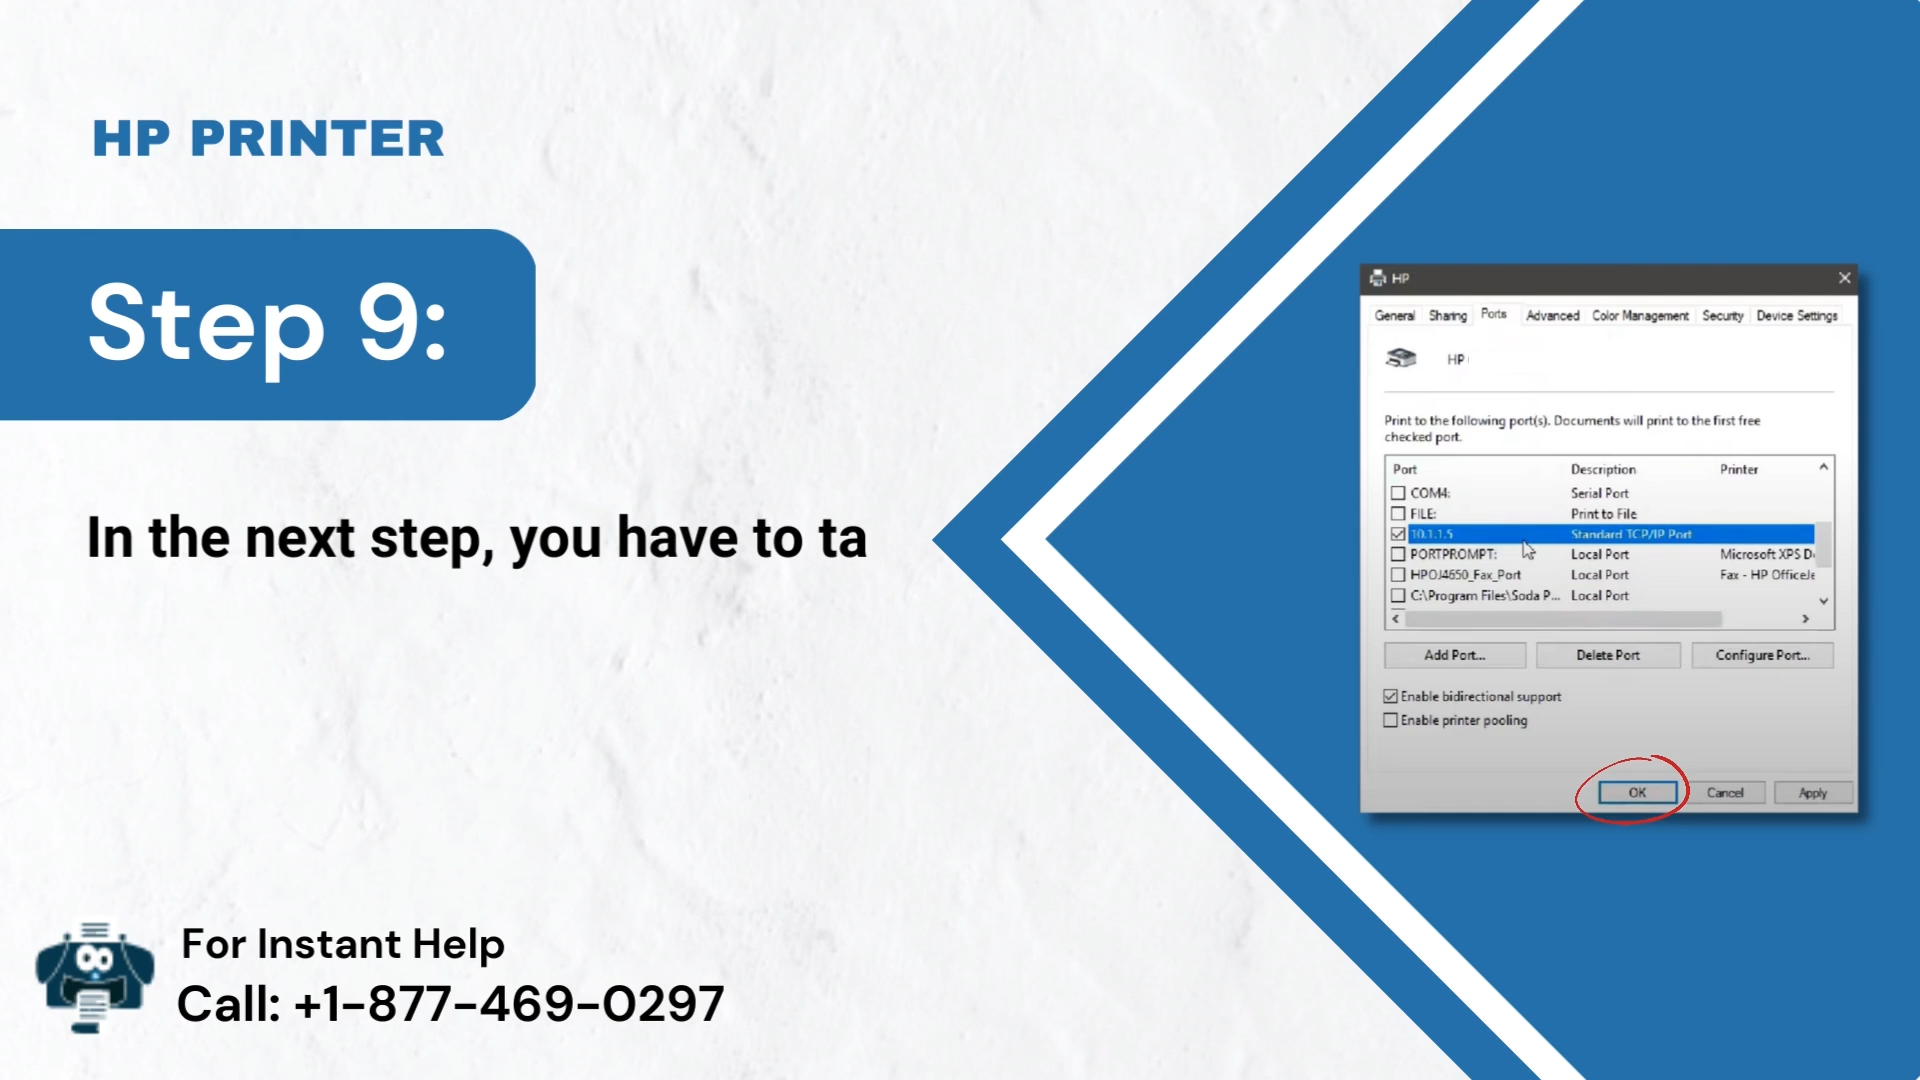 HP PRINTER
Step 9:
In the next step, you have to ta
For Instant Help
Call: +1-877-469-0297
HP
General Sharing Ports Advanced Color Management Security Device Settings
HP
Print to the following port(s). Documents will print to the first free
checked port.
Port Description Printer
COM4: Serial Port
FILE: Print to File
10.1.1.5 Standard TCP/IP Port
PORTPROMPT: Local Port Microsoft XPS D
HPOJ4650_Fax_Port Local Port Fax - HP OfficeJe
C:\Program Files\Soda P... Local Port
Add Port... Delete Port Configure Port...
Enable bidirectional support
Enable printer pooling
OK Cancel Apply